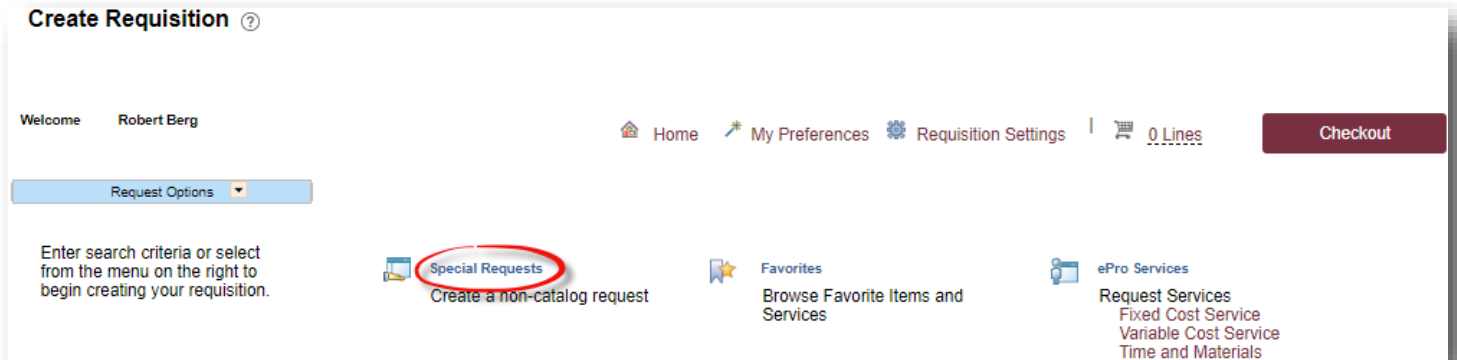 Create Requisition ?
Welcome Robert Berg
Home My Preferences Requisition Settings 0 Lines Checkout
Request Options
Enter search criteria or select
from the menu on the right to
begin creating your requisition.
Special Requests
Create a non-catalog request
Favorites
Browse Favorite Items and
Services
ePro Services
Request Services
Fixed Cost Service
Variable Cost Service
Time and Materials